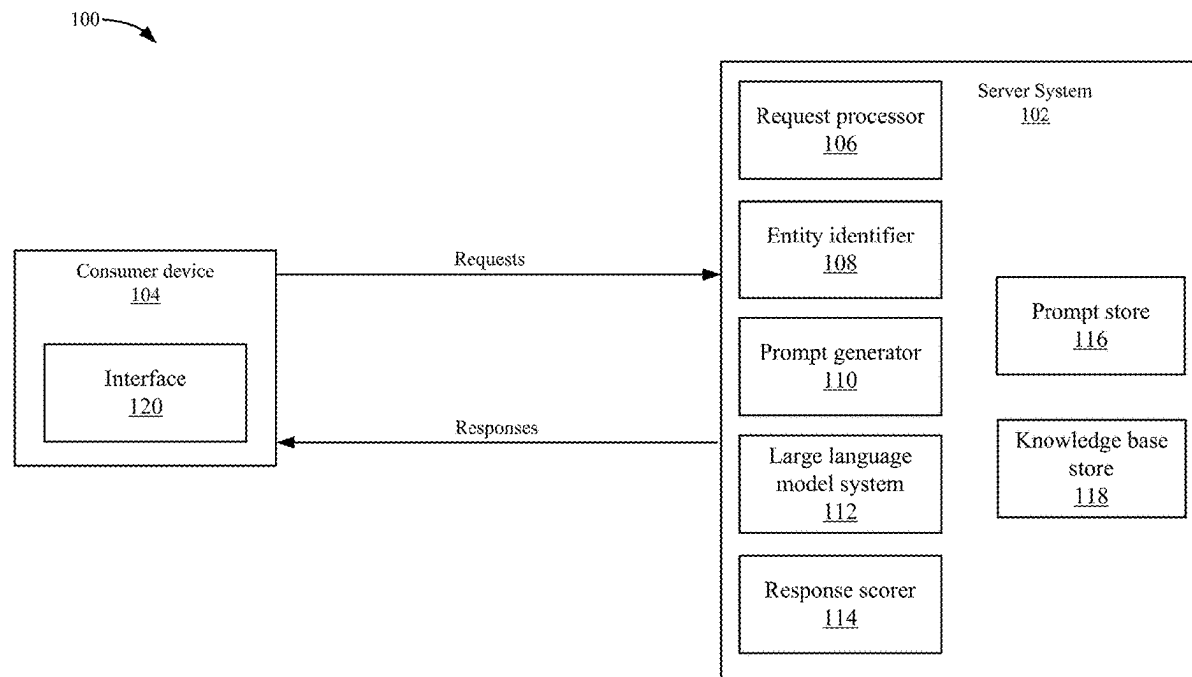 100
Server System
102
Request processor
106
Entity identifier
108
Prompt generator
110
Large language
model system
112
Response scorer
114
Prompt store
116
Knowledge base
store
118
Consumer device
104
Interface
120
Requests
Responses